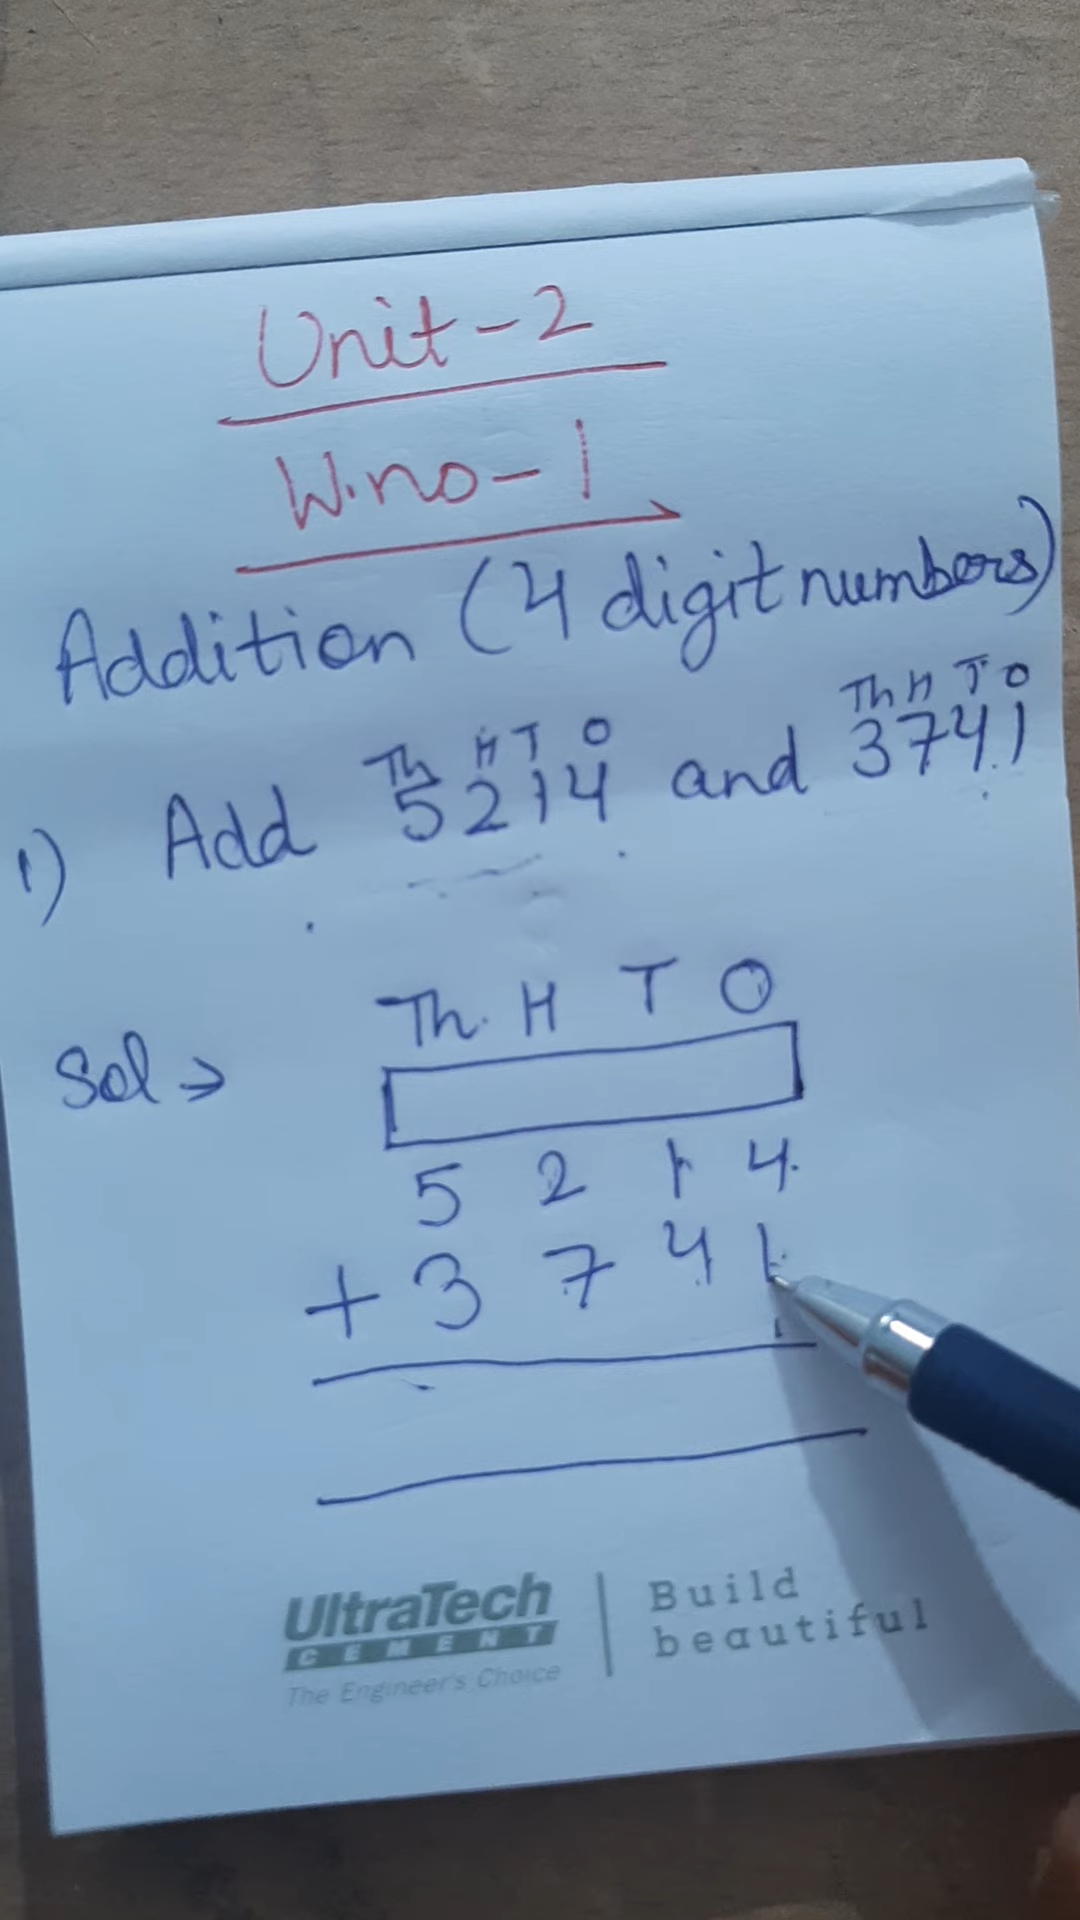 Unit-2
W.no-1
Addition (4 digit numbers)
Th H T O Th H T O
1) Add 5214 and 3741
Th. H T O
Sol →
5 2 1 4
+ 3 7 4 1
UltraTech
CEMENT
The Engineer's Choice
Build
beautiful